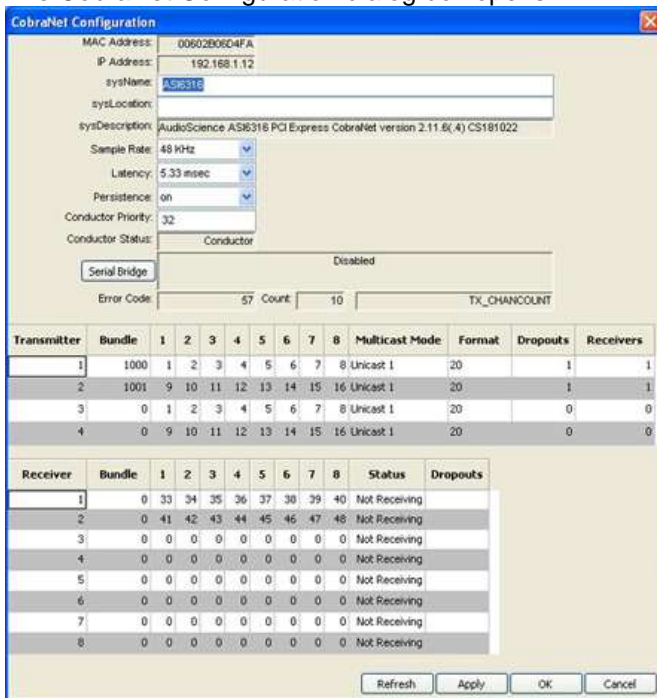 CobraNet Configuration
MAC Address: 00602B06D4FA
IP Address: 192.168.1.12
sysName: ASI6316
sysLocation:
sysDescription: AudioScience ASI6316 PCI Express CobraNet version 2.11.6(.4) CS181022
Sample Rate: 48 KHz
Latency: 5.33 msec
Persistence: on
Conductor Priority: 32
Conductor Status: Conductor
Serial Bridge Disabled
Error Code: 57 Count: 10 TX_CHANCOUNT
Transmitter Bundle 1 2 3 4 5 6 7 8 Multicast Mode Format Dropouts Receivers
1 1000 1 2 3 4 5 6 7 8 Unicast 1 20 1 1
2 1001 9 10 11 12 13 14 15 16 Unicast 1 20 1 1
3 0 1 2 3 4 5 6 7 8 Unicast 1 20 0 0
4 0 9 10 11 12 13 14 15 16 Unicast 1 20 0 0
Receiver Bundle 1 2 3 4 5 6 7 8 Status Dropouts
1 0 33 34 35 36 37 38 39 40 Not Receiving
2 0 41 42 43 44 45 46 47 48 Not Receiving
3 0 0 0 0 0 0 0 0 0 Not Receiving
4 0 0 0 0 0 0 0 0 0 Not Receiving
5 0 0 0 0 0 0 0 0 0 Not Receiving
6 0 0 0 0 0 0 0 0 0 Not Receiving
7 0 0 0 0 0 0 0 0 0 Not Receiving
8 0 0 0 0 0 0 0 0 0 Not Receiving
Refresh Apply OK Cancel